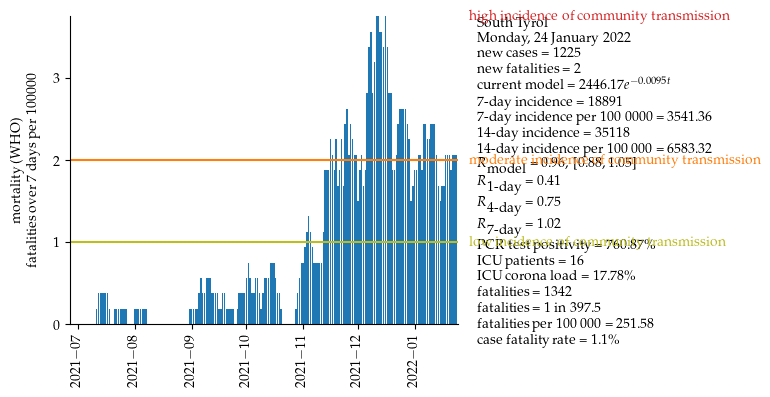 high incidence of community transmission
South Tyrol
Monday, 24 January 2022
new cases = 1225
new fatalities = 2
current model = 2446.17e^{−0.0095t}
7-day incidence = 18891
7-day incidence per 100 0000 = 3541.36
14-day incidence = 35118
14-day incidence per 100 0000 = 6583.32
moderate incidence of community transmission
R_model = 0.96, [0.88, 1.05]
R_1-day = 0.41
R_4-day = 0.75
R_7-day = 1.02
low incidence of community transmission
PCR test positivity = 760.87%
ICU patients = 16
ICU corona load = 17.78%
fatalities = 1342
fatalities = 1 in 397.5
fatalities per 100 000 = 251.58
case fatality rate = 1.1%
mortality (WHO)
fatalities over 7 days per 100000
3
2
1
0
2021−07
2021−08
2021−09
2021−10
2021−11
2021−12
2022−01